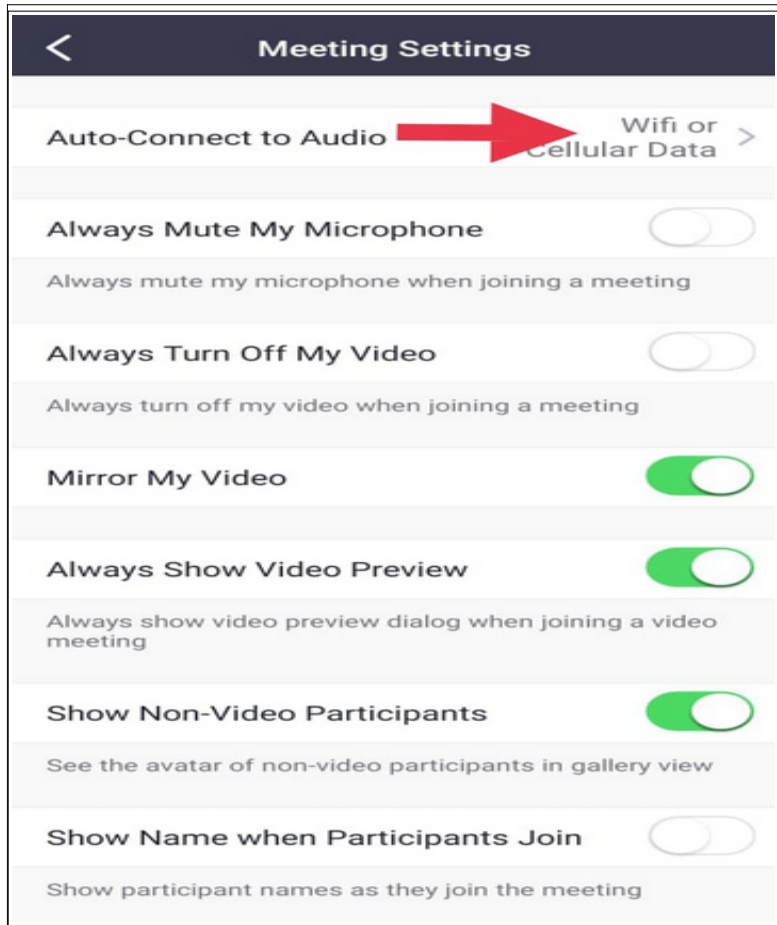 Meeting Settings
Auto-Connect to Audio
Wifi or
Cellular Data
Always Mute My Microphone
Always mute my microphone when joining a meeting
Always Turn Off My Video
Always turn off my video when joining a meeting
Mirror My Video
Always Show Video Preview
Always show video preview dialog when joining a video
meeting
Show Non-Video Participants
See the avatar of non-video participants in gallery view
Show Name when Participants Join
Show participant names as they join the meeting